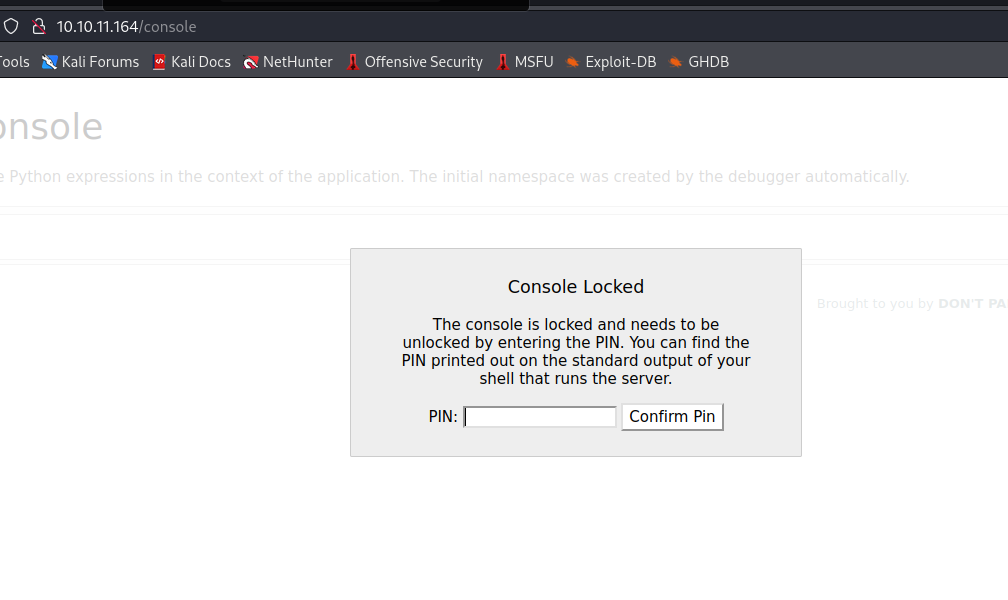 10.10.11.164/console
Tools Kali Forums Kali Docs NetHunter Offensive Security MSFU Exploit-DB GHDB
onsole
e Python expressions in the context of the application. The initial namespace was created by the debugger automatically.
Console Locked
The console is locked and needs to be
unlocked by entering the PIN. You can find the
PIN printed out on the standard output of your
shell that runs the server.
PIN: Confirm Pin
Brought to you by DON'T PA